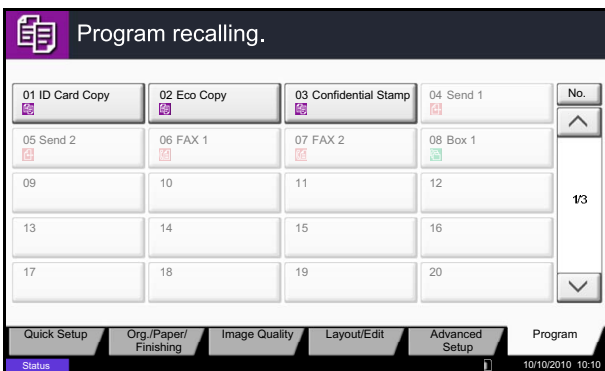 Program recalling.
01 ID Card Copy
02 Eco Copy
03 Confidential Stamp
04 Send 1
No.
05 Send 2
06 FAX 1
07 FAX 2
08 Box 1
09
10
11
12
1/3
13
14
15
16
17
18
19
20
Quick Setup
Org./Paper/
Finishing
Image Quality
Layout/Edit
Advanced
Setup
Program
Status
10/10/2010 10:10